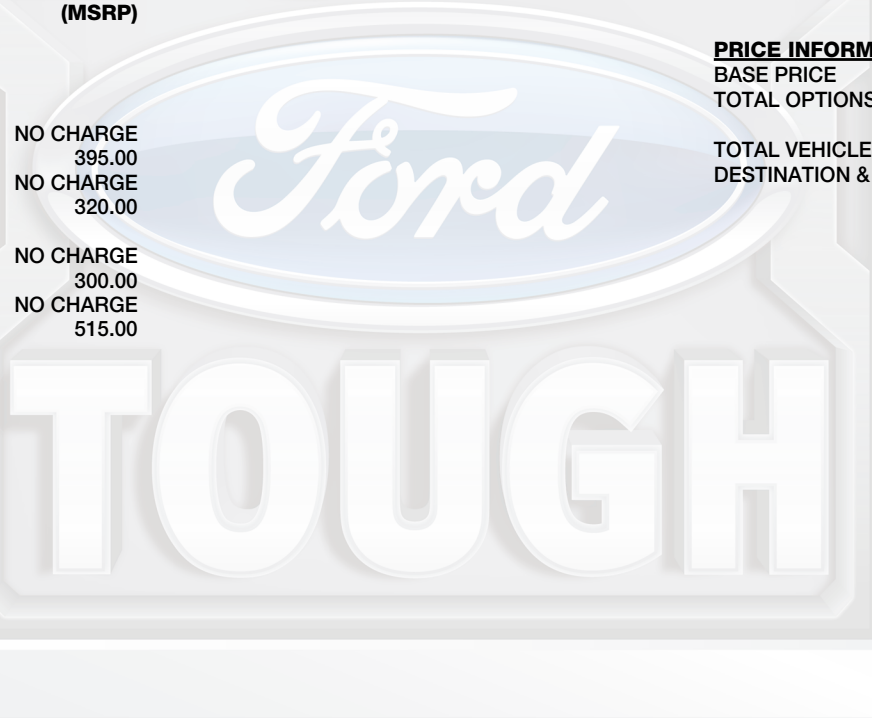 (MSRP)
NO CHARGE
395.00
NO CHARGE
320.00
NO CHARGE
300.00
NO CHARGE
515.00
PRICE INFORM
BASE PRICE
TOTAL OPTIONS
TOTAL VEHICLE
DESTINATION &
Ford
TOUGH